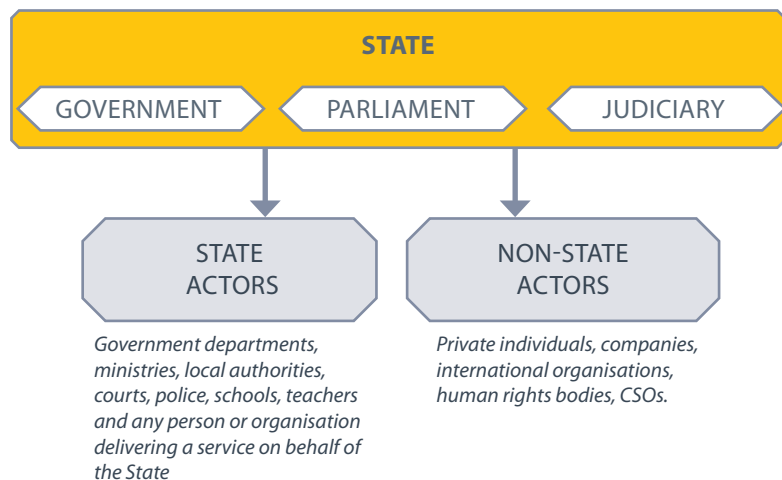 STATE
GOVERNMENT
PARLIAMENT
JUDICIARY
STATE
ACTORS
Government departments,
ministries, local authorities,
courts, police, schools, teachers
and any person or organisation
delivering a service on behalf of
the State
NON-STATE
ACTORS
Private individuals, companies,
international organisations,
human rights bodies, CSOs.